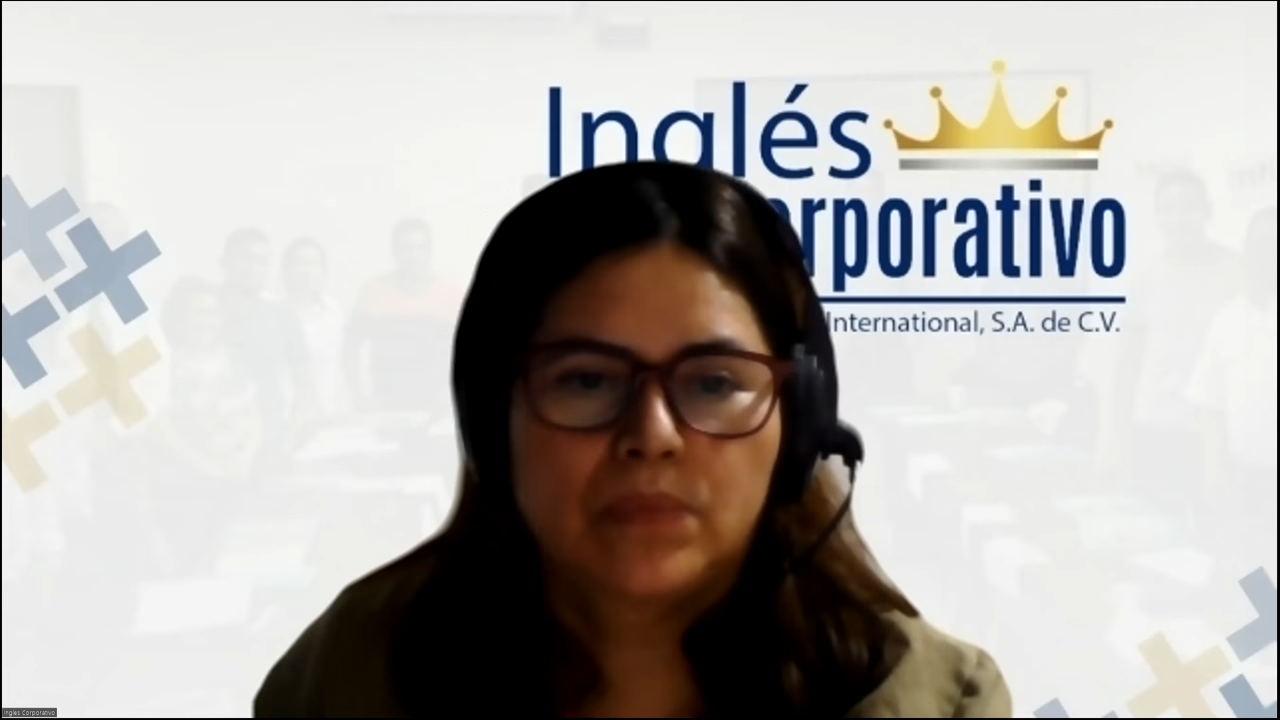 Inglés
rporativo
International, S.A. de C.V.
Ingles Corporativo